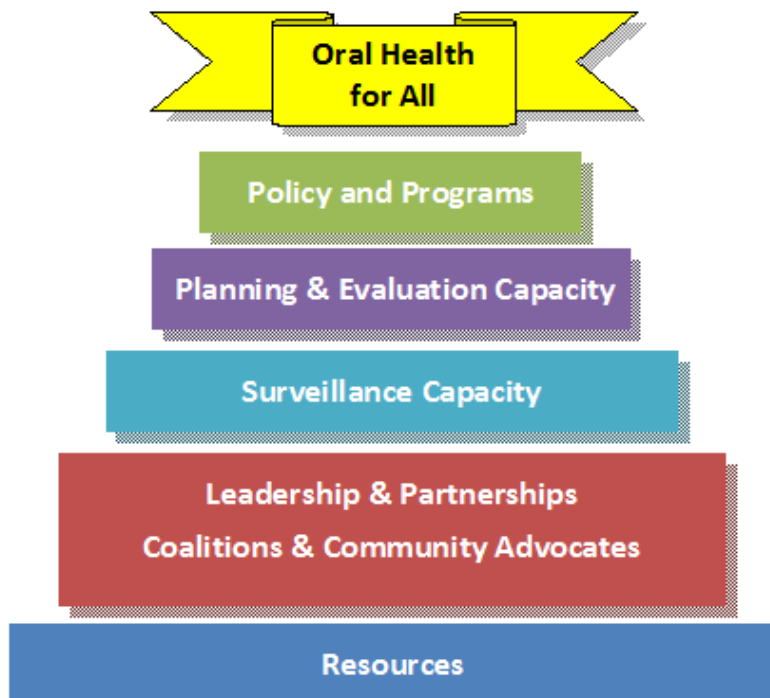 Oral Health
for All
Policy and Programs
Planning & Evaluation Capacity
Surveillance Capacity
Leadership & Partnerships
Coalitions & Community Advocates
Resources